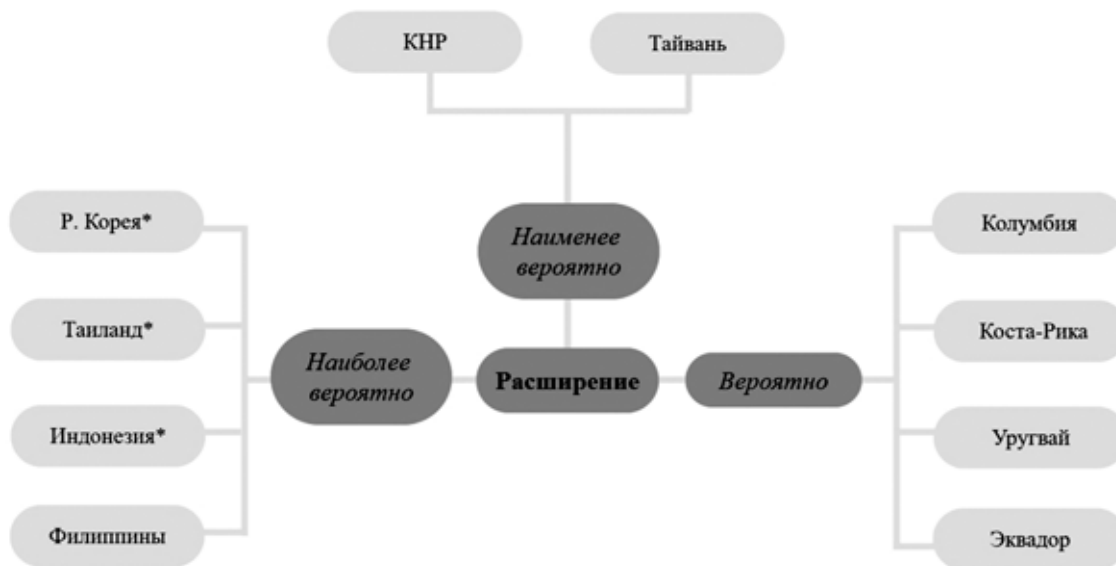 КНР
Тайвань
Р. Корея*
Таиланд*
Индонезия*
Филиппины
Наименее
вероятно
Наиболее
вероятно
Расширение
Вероятно
Колумбия
Коста-Рика
Уругвай
Эквадор